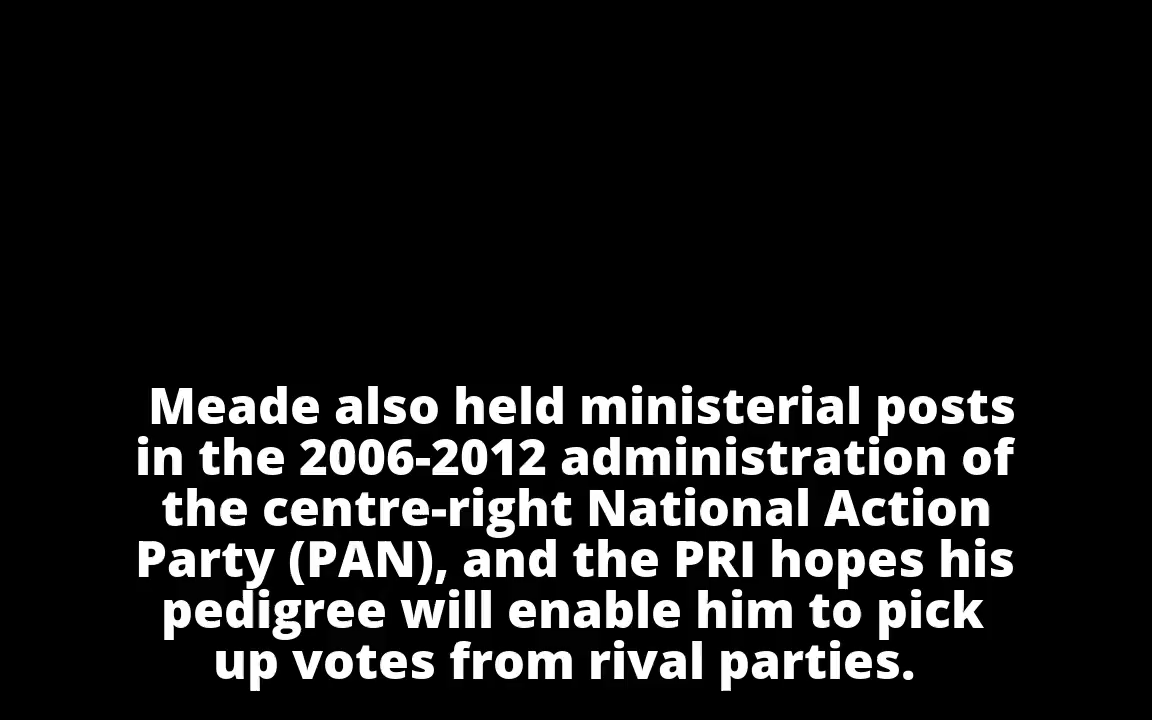 Meade also held ministerial posts
in the 2006-2012 administration of
the centre-right National Action
Party (PAN), and the PRI hopes his
pedigree will enable him to pick
up votes from rival parties.